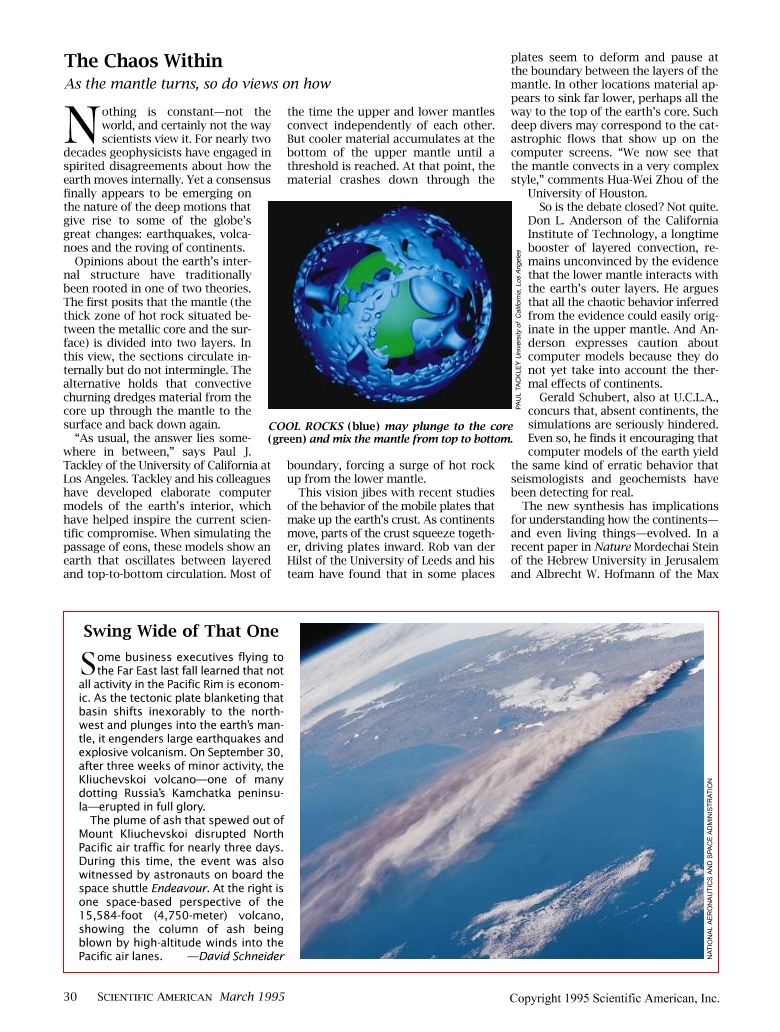 The Chaos Within
As the mantle turns, so do views on how
Nothing is constant—not the
world, and certainly not the way
scientists view it. For nearly two
decades geophysicists have engaged in
spirited disagreements about how the
earth moves internally. Yet a consensus
finally appears to be emerging on
the nature of the deep motions that
give rise to some of the globe's
great changes: earthquakes, volca-
noes and the roving of continents.
Opinions about the earth's inter-
nal structure have traditionally
been rooted in one of two theories.
The first posits that the mantle (the
thick zone of hot rock situated be-
tween the metallic core and the sur-
face) is divided into two layers. In
this view, the sections circulate in-
ternally but do not intermingle. The
alternative holds that convective
churning dredges material from the
core up through the mantle to the
surface and back down again.
“As usual, the answer lies some-
where in between,” says Paul J.
Tackley of the University of California at
Los Angeles. Tackley and his colleagues
have developed elaborate computer
models of the earth's interior, which
have helped inspire the current scien-
tific compromise. When simulating the
passage of eons, these models show an
earth that oscillates between layered
and top-to-bottom circulation. Most of
the time the upper and lower mantles
convect independently of each other.
But cooler material accumulates at the
bottom of the upper mantle until a
threshold is reached. At that point, the
material crashes down through the
PAUL TACKLEY University of California, Los Angeles
COOL ROCKS (blue) may plunge to the core
(green) and mix the mantle from top to bottom.
boundary, forcing a surge of hot rock
up from the lower mantle.
This vision jibes with recent studies
of the behavior of the mobile plates that
make up the earth's crust. As continents
move, parts of the crust squeeze togeth-
er, driving plates inward. Rob van der
Hilst of the University of Leeds and his
team have found that in some places
plates seem to deform and pause at
the boundary between the layers of the
mantle. In other locations material ap-
pears to sink far lower, perhaps all the
way to the top of the earth's core. Such
deep divers may correspond to the cat-
astrophic flows that show up on the
computer screens. “We now see that
the mantle convects in a very complex
style,” comments Hua-Wei Zhou of the
University of Houston.
So is the debate closed? Not quite.
Don L. Anderson of the California
Institute of Technology, a longtime
booster of layered convection, re-
mains unconvinced by the evidence
that the lower mantle interacts with
the earth's outer layers. He argues
that all the chaotic behavior inferred
from the evidence could easily orig-
inate in the upper mantle. And An-
derson expresses caution about
computer models because they do
not yet take into account the ther-
mal effects of continents.
Gerald Schubert, also at U.C.L.A.,
concurs that, absent continents, the
simulations are seriously hindered.
Even so, he finds it encouraging that
computer models of the earth yield
the same kind of erratic behavior that
seismologists and geochemists have
been detecting for real.
The new synthesis has implications
for understanding how the continents—
and even living things—evolved. In a
recent paper in Nature Mordechai Stein
of the Hebrew University in Jerusalem
and Albrecht W. Hofmann of the Max
Swing Wide of That One
Some business executives flying to
the Far East last fall learned that not
all activity in the Pacific Rim is econom-
ic. As the tectonic plate blanketing that
basin shifts inexorably to the north-
west and plunges into the earth's man-
tle, it engenders large earthquakes and
explosive volcanism. On September 30,
after three weeks of minor activity, the
Kliuchevskoi volcano—one of many
dotting Russia's Kamchatka peninsu-
la—erupted in full glory.
The plume of ash that spewed out of
Mount Kliuchevskoi disrupted North
Pacific air traffic for nearly three days.
During this time, the event was also
witnessed by astronauts on board the
space shuttle Endeavour. At the right is
one space-based perspective of the
15,584-foot (4,750-meter) volcano,
showing the column of ash being
blown by high-altitude winds into the
Pacific air lanes. —David Schneider
NATIONAL AERONAUTICS AND SPACE ADMINISTRATION
30 SCIENTIFIC AMERICAN March 1995
Copyright 1995 Scientific American, Inc.